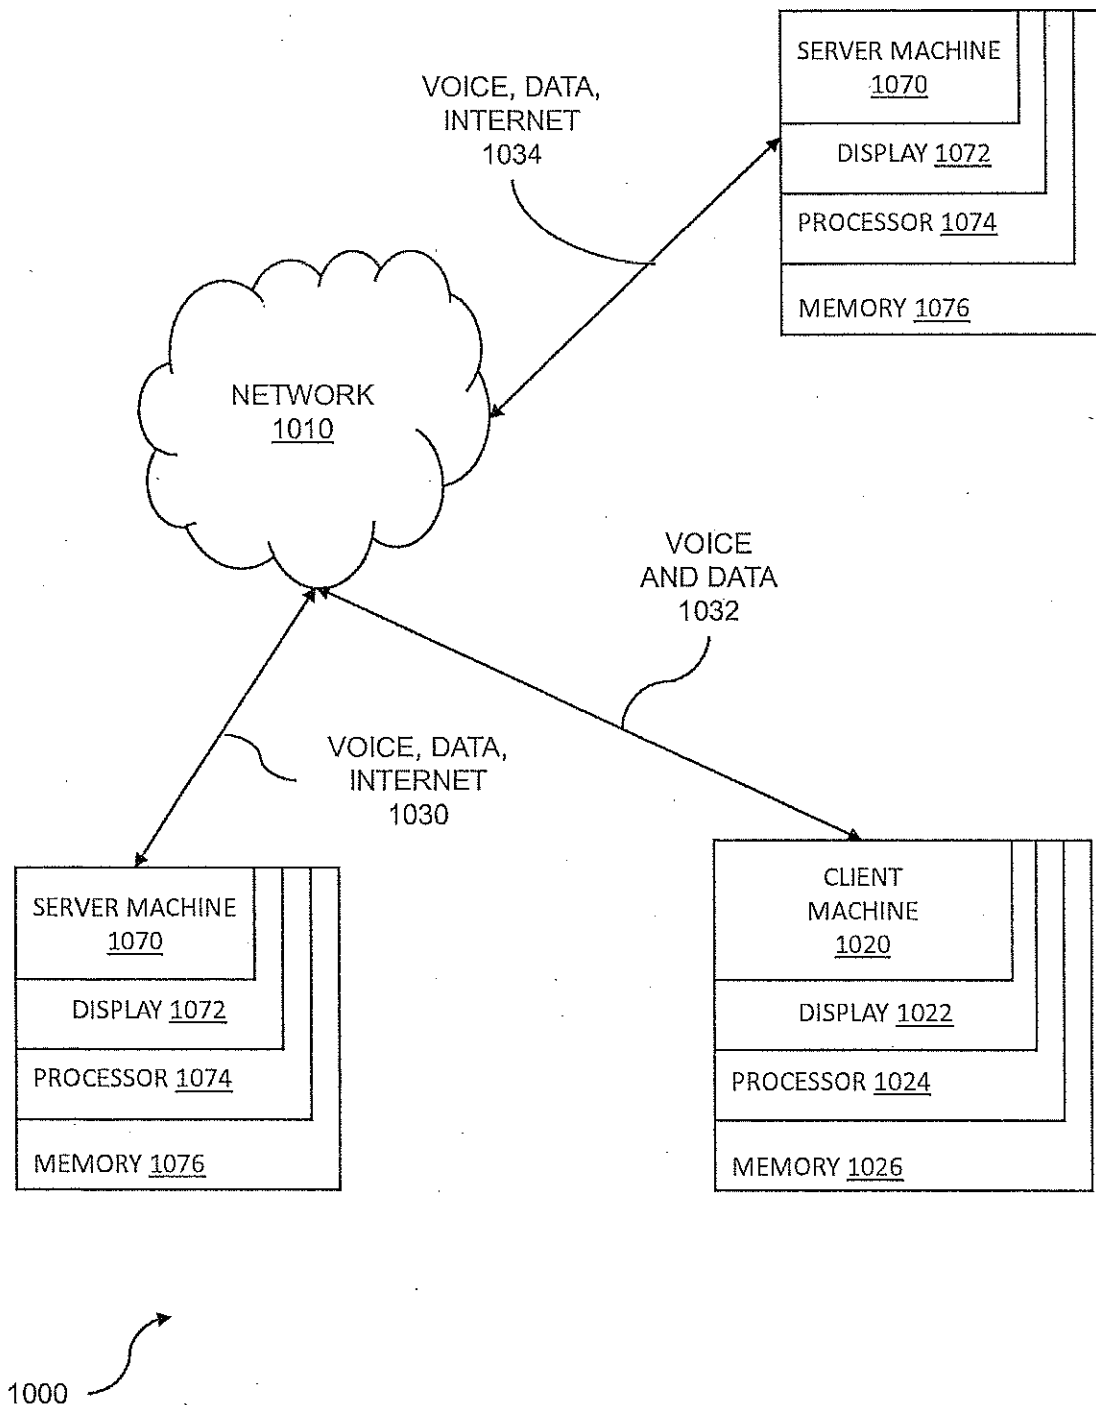 SERVER MACHINE
1070
DISPLAY 1072
PROCESSOR 1074
MEMORY 1076
VOICE, DATA,
INTERNET
1034
NETWORK
1010
VOICE
AND DATA
1032
VOICE, DATA,
INTERNET
1030
SERVER MACHINE
1070
DISPLAY 1072
PROCESSOR 1074
MEMORY 1076
CLIENT
MACHINE
1020
DISPLAY 1022
PROCESSOR 1024
MEMORY 1026
1000